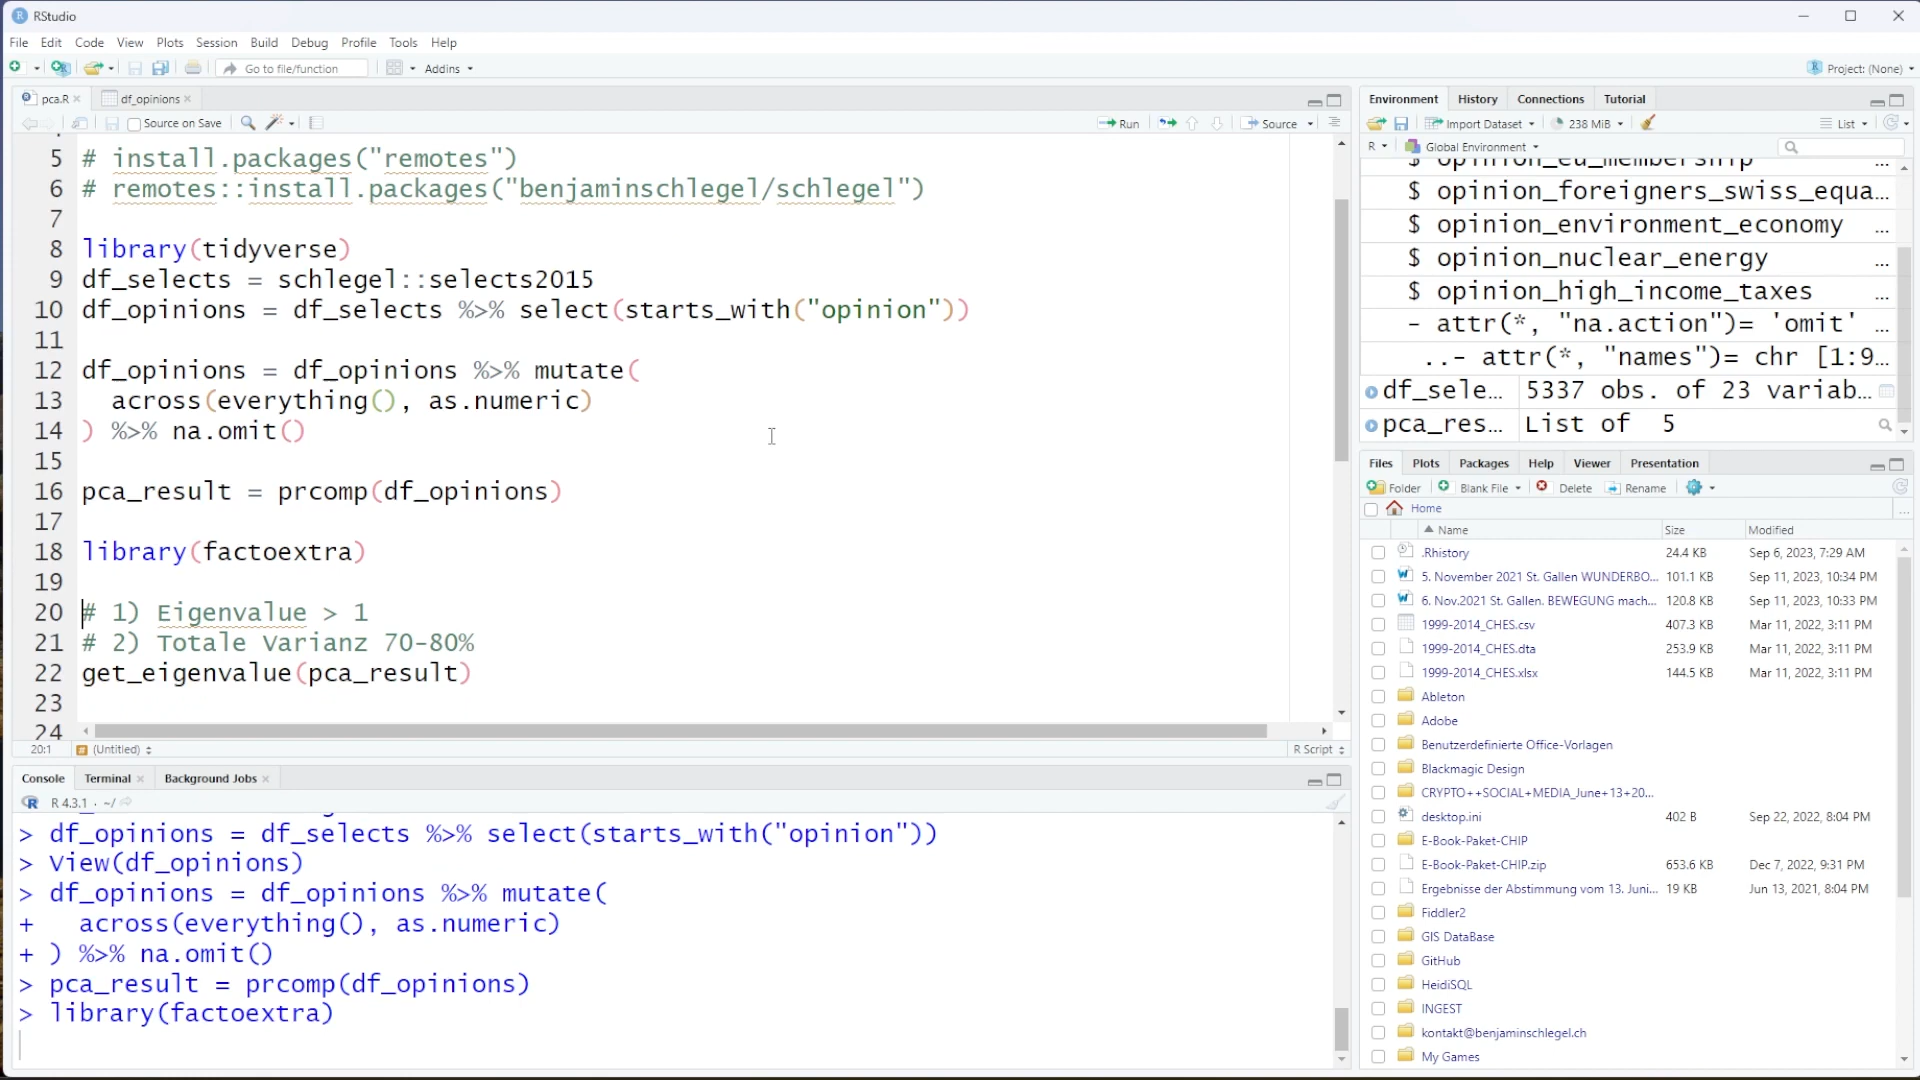 RStudio
File Edit Code View Plots Session Build Debug Profile Tools Help
Go to file/function Addins Project: (None)
pca.R df_opinions
Source on Save Run Source
5 # install.packages("remotes")
6 # remotes::install.packages("benjaminschlegel/schlegel")
7
8 library(tidyverse)
9 df_selects = schlegel::selects2015
10 df_opinions = df_selects %>% select(starts_with("opinion"))
11
12 df_opinions = df_opinions %>% mutate(
13 across(everything(), as.numeric)
14 ) %>% na.omit()
15
16 pca_result = prcomp(df_opinions)
17
18 library(factoextra)
19
20 # 1) Eigenvalue > 1
21 # 2) Totale Varianz 70-80%
22 get_eigenvalue(pca_result)
23
24
20:1 (Untitled) R Script
Console Terminal Background Jobs
R 4.3.1 · ~/
> df_opinions = df_selects %>% select(starts_with("opinion"))
> View(df_opinions)
> df_opinions = df_opinions %>% mutate(
+ across(everything(), as.numeric)
+ ) %>% na.omit()
> pca_result = prcomp(df_opinions)
> library(factoextra)
Environment History Connections Tutorial
Import Dataset 238 MiB List
R Global Environment
$ opinion_eu_membership ...
$ opinion_foreigners_swiss_equa...
$ opinion_environment_economy ...
$ opinion_nuclear_energy ...
$ opinion_high_income_taxes ...
- attr(*, "na.action")= 'omit' ...
..- attr(*, "names")= chr [1:9...
df_sele... 5337 obs. of 23 variab...
pca_res... List of 5
Files Plots Packages Help Viewer Presentation
Folder Blank File Delete Rename
Home ...
Name Size Modified
.Rhistory 24.4 KB Sep 6, 2023, 7:29 AM
5. November 2021 St. Gallen WUNDERBO... 101.1 KB Sep 11, 2023, 10:34 PM
6. Nov.2021 St. Gallen. BEWEGUNG mach... 120.8 KB Sep 11, 2023, 10:33 PM
1999-2014_CHES.csv 407.3 KB Mar 11, 2022, 3:11 PM
1999-2014_CHES.dta 253.9 KB Mar 11, 2022, 3:11 PM
1999-2014_CHES.xlsx 144.5 KB Mar 11, 2022, 3:11 PM
Ableton
Adobe
Benutzerdefinierte Office-Vorlagen
Blackmagic Design
CRYPTO++SOCIAL+MEDIA_June+13+20...
desktop.ini 402 B Sep 22, 2022, 8:04 PM
E-Book-Paket-CHIP
E-Book-Paket-CHIP.zip 653.6 KB Dec 7, 2022, 9:31 PM
Ergebnisse der Abstimmung vom 13. Juni... 19 KB Jun 13, 2021, 8:04 PM
Fiddler2
GIS DataBase
GitHub
HeidiSQL
INGEST
kontakt@benjaminschlegel.ch
My Games